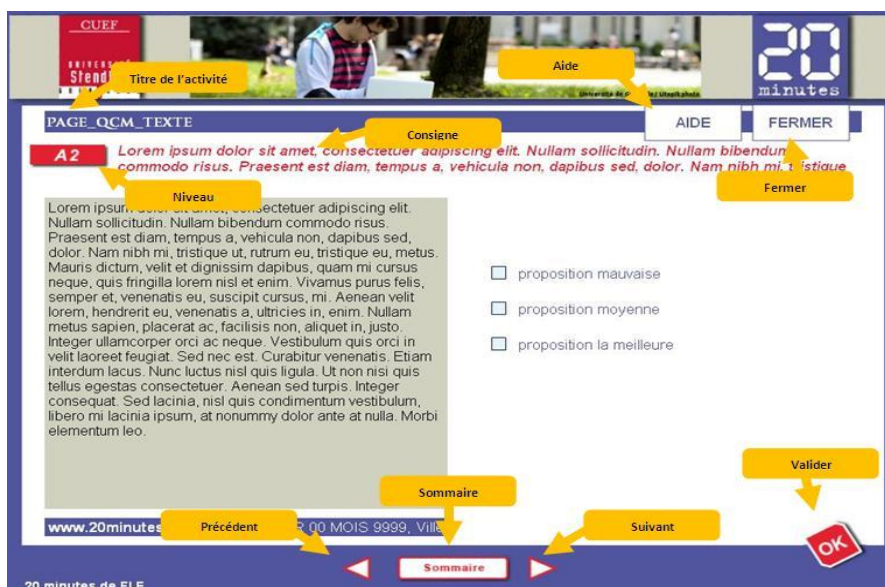 CUEF
UNIVERSITÉ
Stend
20
minutes
Titre de l'activité
Aide
PAGE_QCM_TEXTE
AIDE
FERMER
Consigne
A2
Lorem ipsum dolor sit amet, consectetuer adipiscing elit. Nullam sollicitudin. Nullam bibendum
commodo risus. Praesent est diam, tempus a, vehicula non, dapibus sed, dolor. Nam nibh mi, tristique
Niveau
Fermer
Lorem ipsum dolor sit amet, consectetuer adipiscing elit.
Nullam sollicitudin. Nullam bibendum commodo risus.
Praesent est diam, tempus a, vehicula non, dapibus sed,
dolor. Nam nibh mi, tristique ut, rutrum eu, tristique eu, metus.
Mauris dictum, velit et dignissim dapibus, quam mi cursus
neque, quis fringilla lorem nisl et enim. Vivamus purus felis,
semper et, venenatis eu, suscipit cursus, mi. Aenean velit
lorem, hendrerit eu, venenatis a, ultricies in, enim. Nullam
metus sapien, placerat ac, facilisis non, aliquet in, justo.
Integer ullamcorper orci ac neque. Vestibulum quis orci in
velit laoreet feugiat. Sed nec est. Curabitur venenatis. Etiam
interdum lacus. Nunc luctus nisl quis ligula. Ut non nisi quis
tellus egestas consectetuer. Aenean sed turpis. Integer
consequat. Sed lacinia, nisl quis condimentum vestibulum,
libero mi lacinia ipsum, at nonummy dolor ante at nulla. Morbi
elementum leo.
proposition mauvaise
proposition moyenne
proposition la meilleure
Valider
Sommaire
www.20minutes
Précédent
00 MOIS 9999, Ville
Suivant
OK
Sommaire
20 minutes de FLE